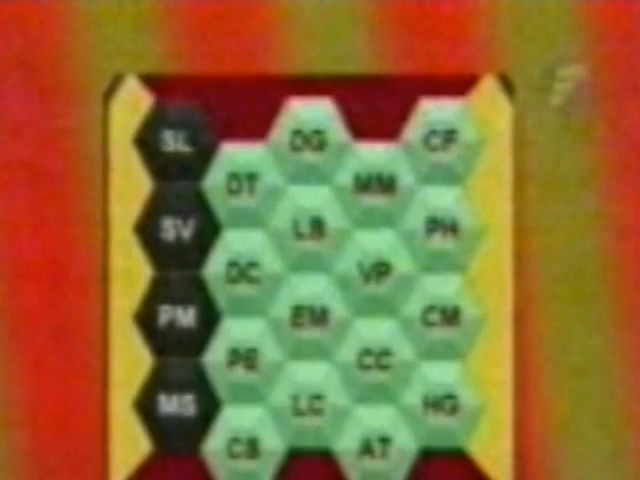 SL DG CF
DT MM
SV LB PH
DC VP
PM EM CM
PE CC
MS LC HG
CB AT